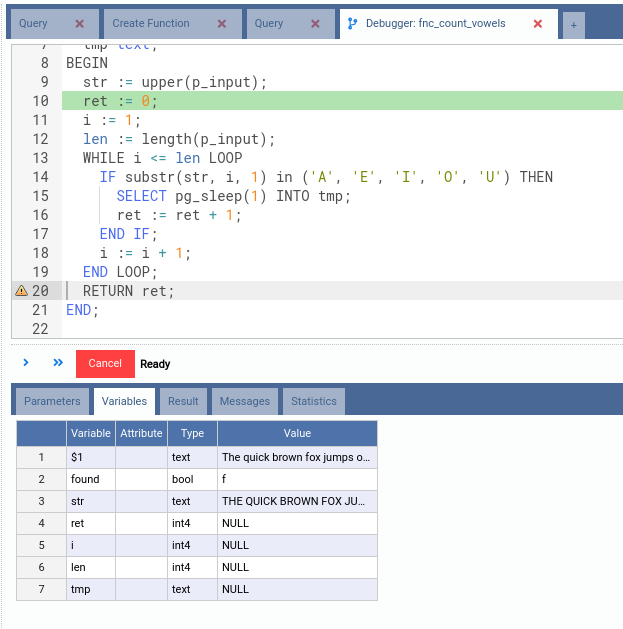 Query Create Function Query Debugger: fnc_count_vowels +
7 tmp text;
8 BEGIN
9 str := upper(p_input);
10 ret := 0;
11 i := 1;
12 len := length(p_input);
13 WHILE i <= len LOOP
14 IF substr(str, i, 1) in ('A', 'E', 'I', 'O', 'U') THEN
15 SELECT pg_sleep(1) INTO tmp;
16 ret := ret + 1;
17 END IF;
18 i := i + 1;
19 END LOOP;
20 RETURN ret;
21 END;
22
Cancel Ready
Parameters Variables Result Messages Statistics
Variable Attribute Type Value
1 $1 text The quick brown fox jumps o...
2 found bool f
3 str text THE QUICK BROWN FOX JU...
4 ret int4 NULL
5 i int4 NULL
6 len int4 NULL
7 tmp text NULL